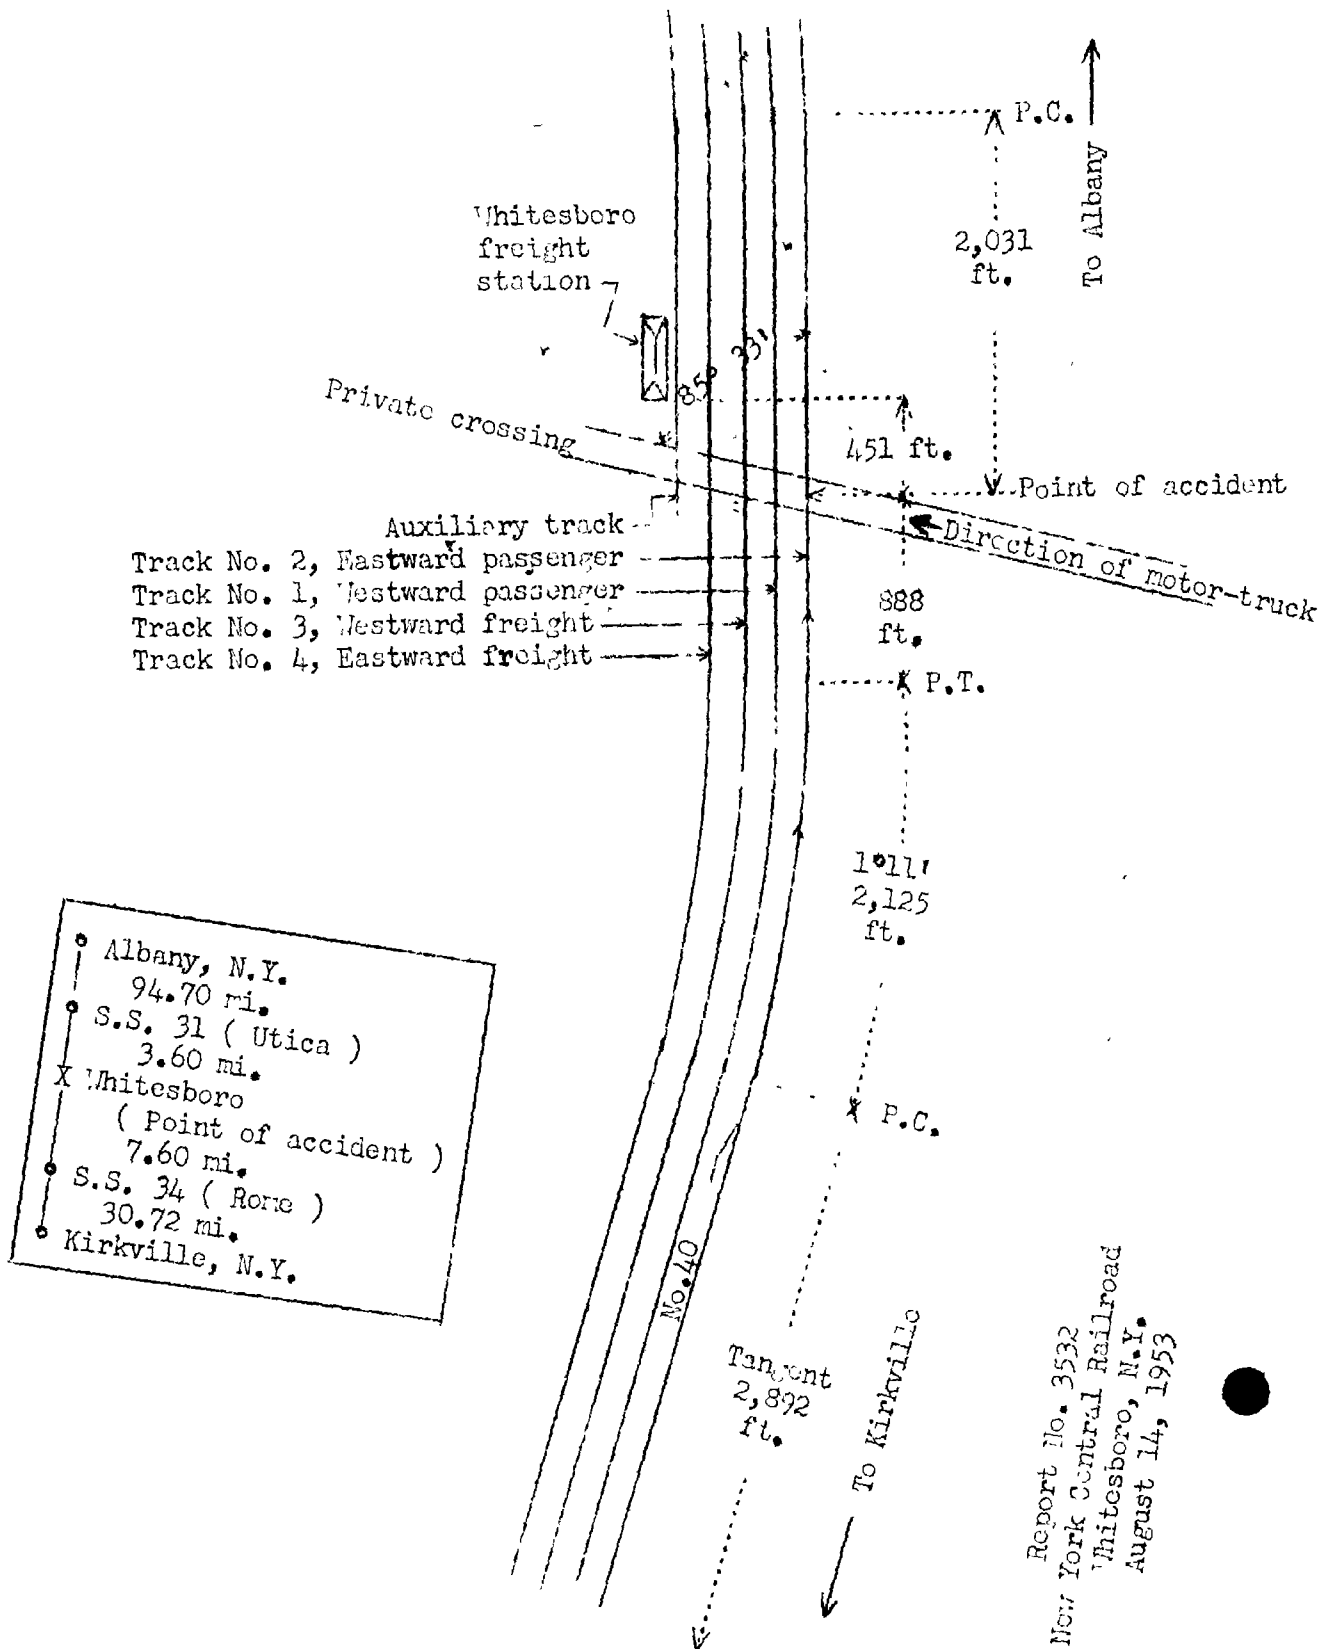 P.C.
To Albany
2,031
ft.
Whitesboro
freight
station
331
Private crossing
451 ft.
Point of accident
Direction of motor-truck
Auxiliary track
Track No. 2, Eastward passenger
Track No. 1, Westward passenger
Track No. 3, Westward freight
Track No. 4, Eastward freight
888
ft.
P.T.
1°11'
2,125
ft.
P.C.
Albany, N.Y.
94.70 mi.
S.S. 31 ( Utica )
3.60 mi.
X Whitesboro
( Point of accident )
7.60 mi.
S.S. 34 ( Rome )
30.72 mi.
Kirkville, N.Y.
No.40
Tangent
2,892
ft.
To Kirkville
Report No. 3532
New York Central Railroad
Whitesboro, N.Y.
August 14, 1953